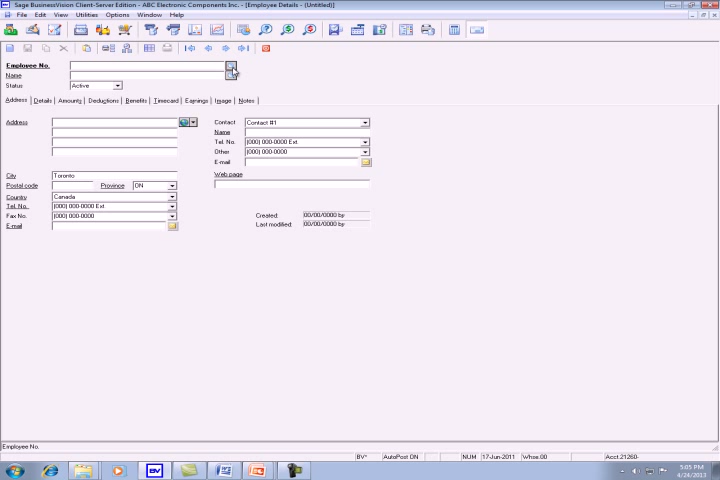 Sage BusinessVision Client-Server Edition - ABC Electronic Components Inc. - [Employee Details - (Untitled)]
File Edit View Utilities Options Window Help
Employee No.
Name
Status Active
Address Details Amounts Deductions Benefits Timecard Earnings Image Notes
Address Contact Contact #1
Name
Tel. No. (000) 000-0000 Ext
Other (000) 000-0000
E-mail
City Toronto Web page
Postal code Province ON
Country Canada
Tel. No. (000) 000-0000 Ext
Fax No. (000) 000-0000 Created: 00/00/0000 by
E-mail Last modified: 00/00/0000 by
Employee No.
BV* AutoPost ON NUM 17-Jun-2011 Whse.00 Acct.21260-
BV 5:05 PM
4/24/2013